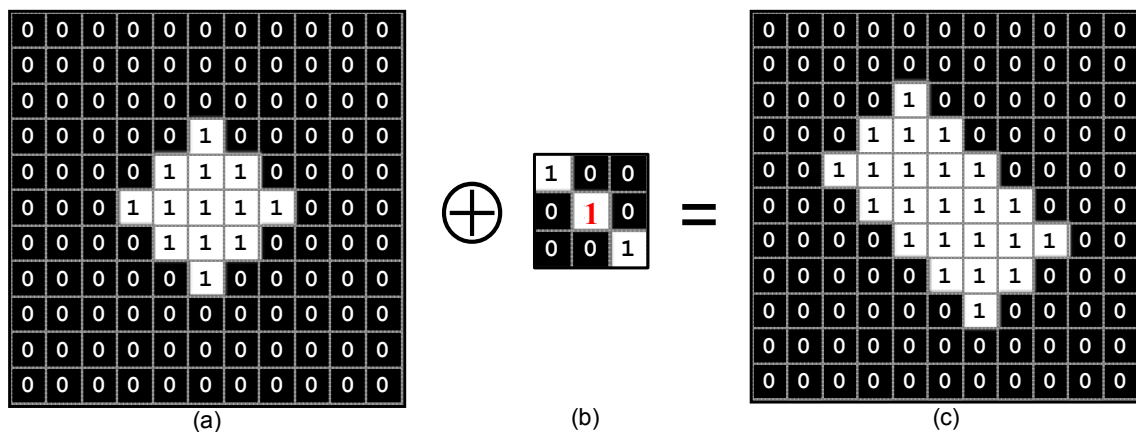 0 0 0 0 0 0 0 0 0 0 0
0 0 0 0 0 0 0 0 0 0 0
0 0 0 0 0 0 0 0 0 0 0
0 0 0 0 0 1 0 0 0 0 0
0 0 0 0 1 1 1 0 0 0 0
0 0 0 1 1 1 1 1 0 0 0
0 0 0 0 1 1 1 0 0 0 0
0 0 0 0 0 1 0 0 0 0 0
0 0 0 0 0 0 0 0 0 0 0
0 0 0 0 0 0 0 0 0 0 0
0 0 0 0 0 0 0 0 0 0 0
(a)
⊕
1 0 0
0 1 0
0 0 1
(b)
=
0 0 0 0 0 0 0 0 0 0 0
0 0 0 0 0 0 0 0 0 0 0
0 0 0 0 1 0 0 0 0 0 0
0 0 0 1 1 1 0 0 0 0 0
0 0 1 1 1 1 1 0 0 0 0
0 0 0 1 1 1 1 1 0 0 0
0 0 0 0 1 1 1 1 1 0 0
0 0 0 0 0 1 1 1 0 0 0
0 0 0 0 0 0 1 0 0 0 0
0 0 0 0 0 0 0 0 0 0 0
0 0 0 0 0 0 0 0 0 0 0
(c)